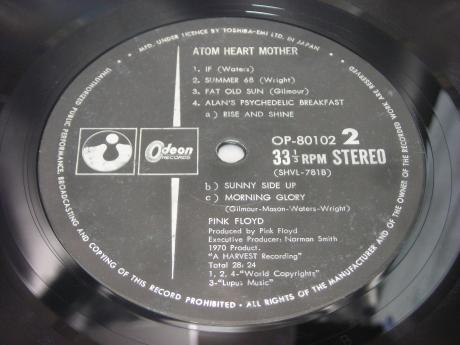 MFD. UNDER LICENCE BY TOSHIBA-EMI LTD. IN JAPAN
UNAUTHORIZED PUBLIC PERFORMANCE, BROADCASTING AND COPYING OF THIS RECORD PROHIBITED • ALL RIGHTS OF THE MANUFACTURER AND OF THE OWNER OF THE RECORDED WORK ARE RESERVED
ATOM HEART MOTHER
1. IF (Waters)
2. SUMMER 68 (Wright)
3. FAT OLD SUN (Gilmour)
4. ALAN'S PSYCHEDELIC BREAKFAST
a) RISE AND SHINE
Odeon
RECORDS
OP-80102 2
33 1/3 RPM STEREO
(SHVL-781B)
b) SUNNY SIDE UP
c) MORNING GLORY
(Gilmour-Mason-Waters-Wright)
PINK FLOYD
Produced by Pink Floyd
Executive Producer: Norman Smith
1970 Product.
"A HARVEST Recording"
Total 28: 24
1, 2, 4-"World Copyrights"
3-"Lupus Music"